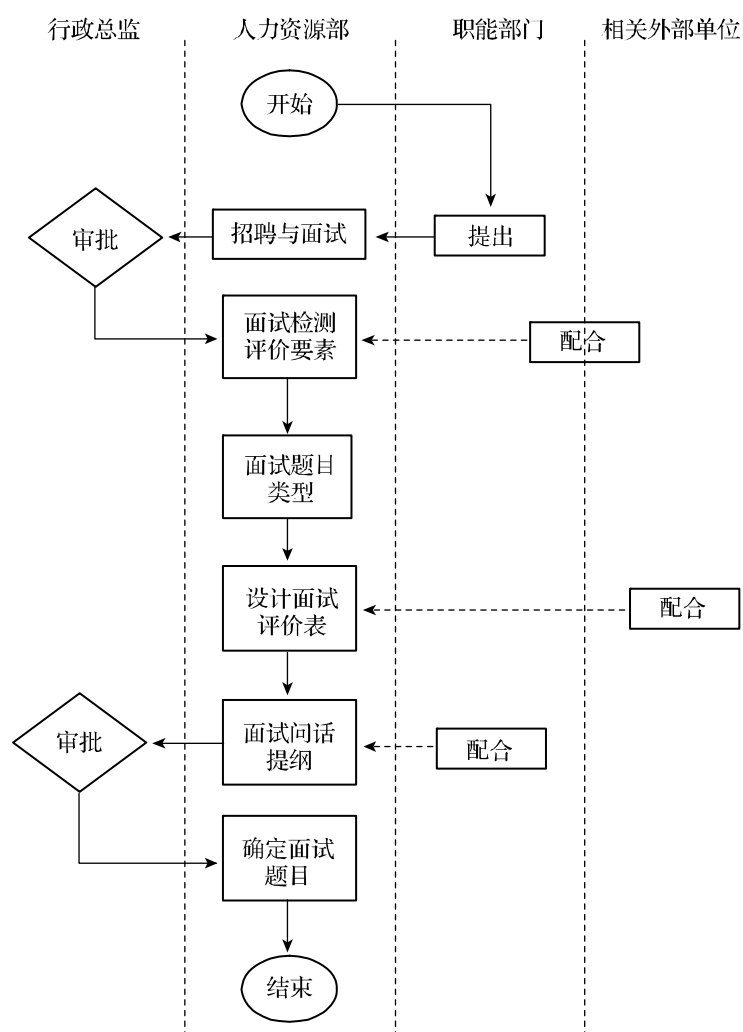 行政总监
人力资源部
职能部门
相关外部单位
开始
审批
招聘与面试
提出
面试检测
评价要素
配合
面试题目
类型
设计面试
评价表
配合
审批
面试问话
提纲
配合
确定面试
题目
结束